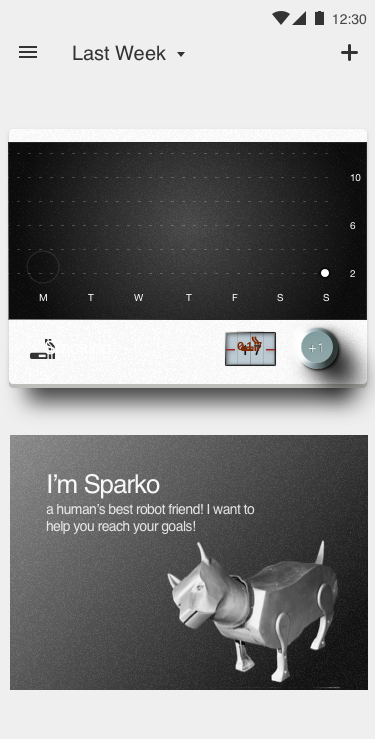 12:30
Last Week
10
6
2
M T W T F S S
+1
I'm Sparko
a human's best robot friend! I want to
help you reach your goals!